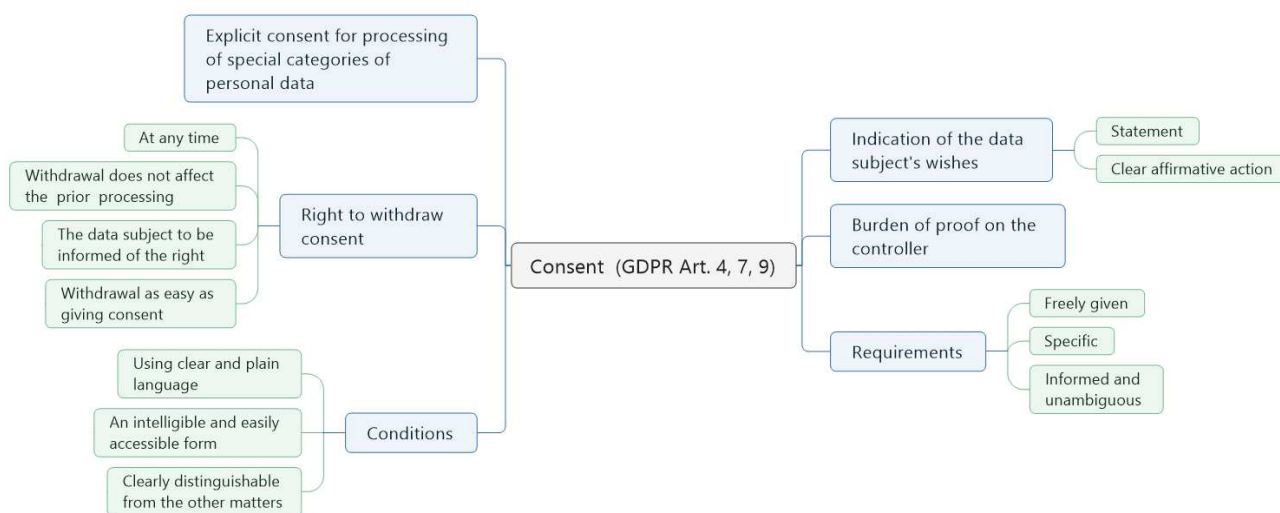 Explicit consent for processing
of special categories of
personal data
At any time
Withdrawal does not affect
the prior processing
The data subject to be
informed of the right
Withdrawal as easy as
giving consent
Right to withdraw
consent
Using clear and plain
language
An intelligible and easily
accessible form
Clearly distinguishable
from the other matters
Conditions
Consent (GDPR Art. 4, 7, 9)
Indication of the data
subject's wishes
Statement
Clear affirmative action
Burden of proof on the
controller
Requirements
Freely given
Specific
Informed and
unambiguous